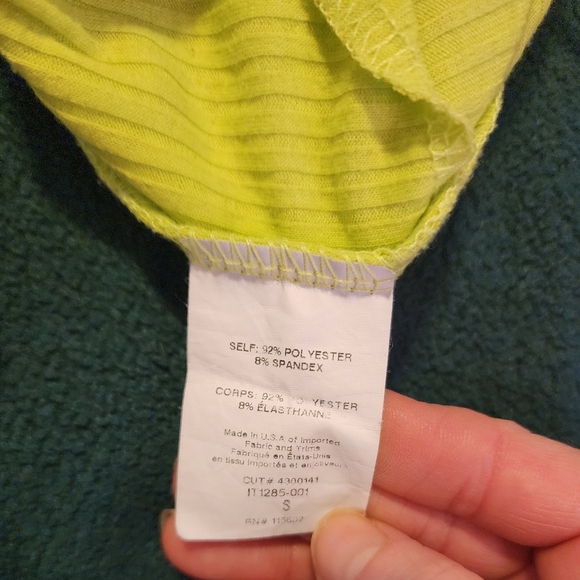 SELF: 92% POLYESTER
8% SPANDEX
CORPS: 92% POLYESTER
8% ÉLASTHANNE
Made in U.S.A of Imported
Fabric and Trims
Fabriqué en États-Unis
en tissu importés et
CUT# 4300141
IT1285-001
S
RN#